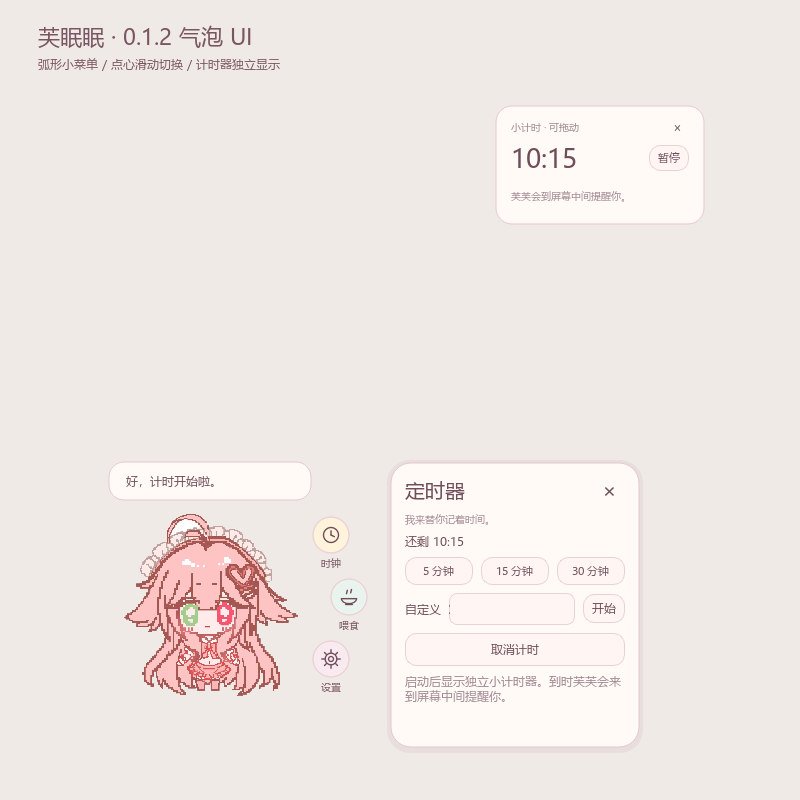 芙眠眠 · 0.1.2 气泡 UI
弧形小菜单 / 点心滑动切换 / 计时器独立显示
小计时 · 可拖动 ×
10:15 暂停
芙芙会到屏幕中间提醒你。
好，计时开始啦。
时钟
喂食
设置
定时器 ×
我来替你记着时间。
还剩 10:15
5 分钟 15 分钟 30 分钟
自定义 开始
取消计时
启动后显示独立小计时器。到时芙芙会来
到屏幕中间提醒你。